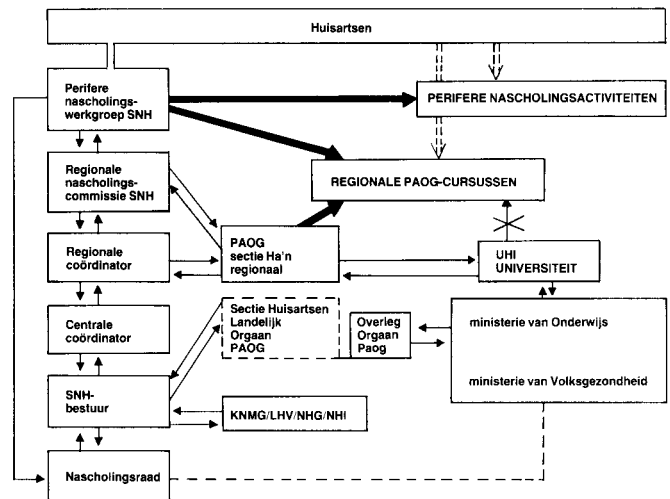 Huisartsen
Perifere
nascholings-
werkgroep SNH
PERIFERE NASCHOLINGSACTIVITEITEN
Regionale
nascholings-
commissie SNH
REGIONALE PAOG-CURSUSSEN
Regionale
coördinator
PAOG
sectie Ha'n
regionaal
UHI
UNIVERSITEIT
Centrale
coördinator
Sectie Huisartsen
Landelijk
Orgaan
PAOG
Overleg
Orgaan
Paog
ministerie van Onderwijs
ministerie van Volksgezondheid
SNH-
bestuur
KNMG/LHV/NHG/NHI
Nascholingsraad